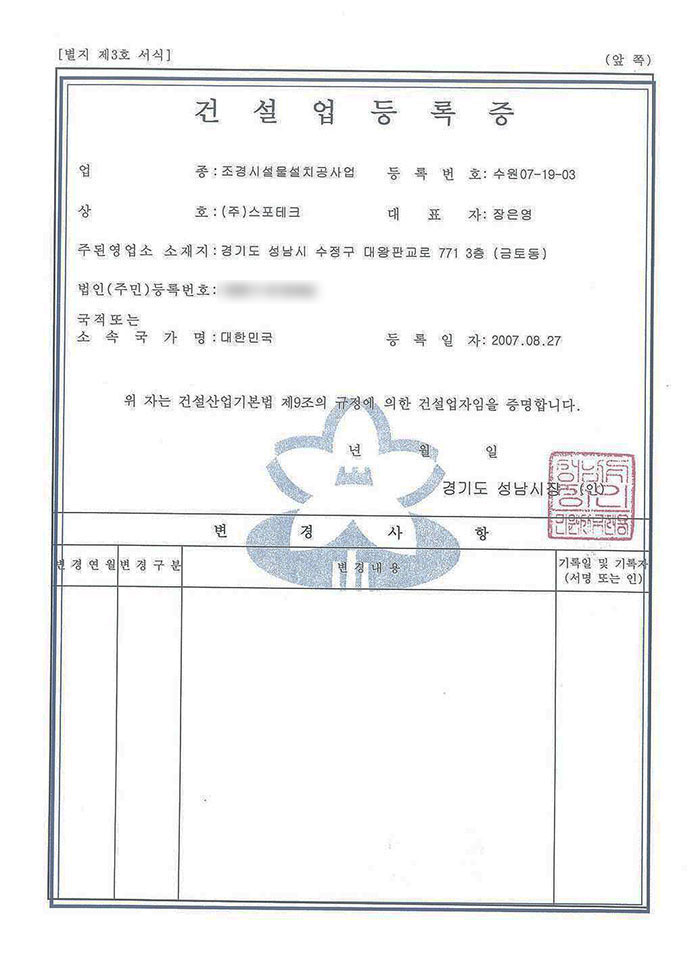 [별지 제3호 서식]
(앞 쪽)
건 설 업 등 록 증
업 종 : 조경시설물설치공사업 등 록 번 호 : 수원07-19-03
상 호 : (주)스포테크 대 표 자 : 장은영
주된영업소 소재지 : 경기도 성남시 수정구 대왕판교로 771 3층 (금토동)
법인(주민)등록번호:
국적또는
소 속 국 가 명 : 대한민국 등 록 일 자 : 2007.08.27
위 자는 건설산업기본법 제9조의 규정에 의한 건설업자임을 증명합니다.
년 월 일
경기도 성남시장 (인)
변 경 사 항
변경연월 변경구분 변경내용 기록일 및 기록자
(서명 또는 인)